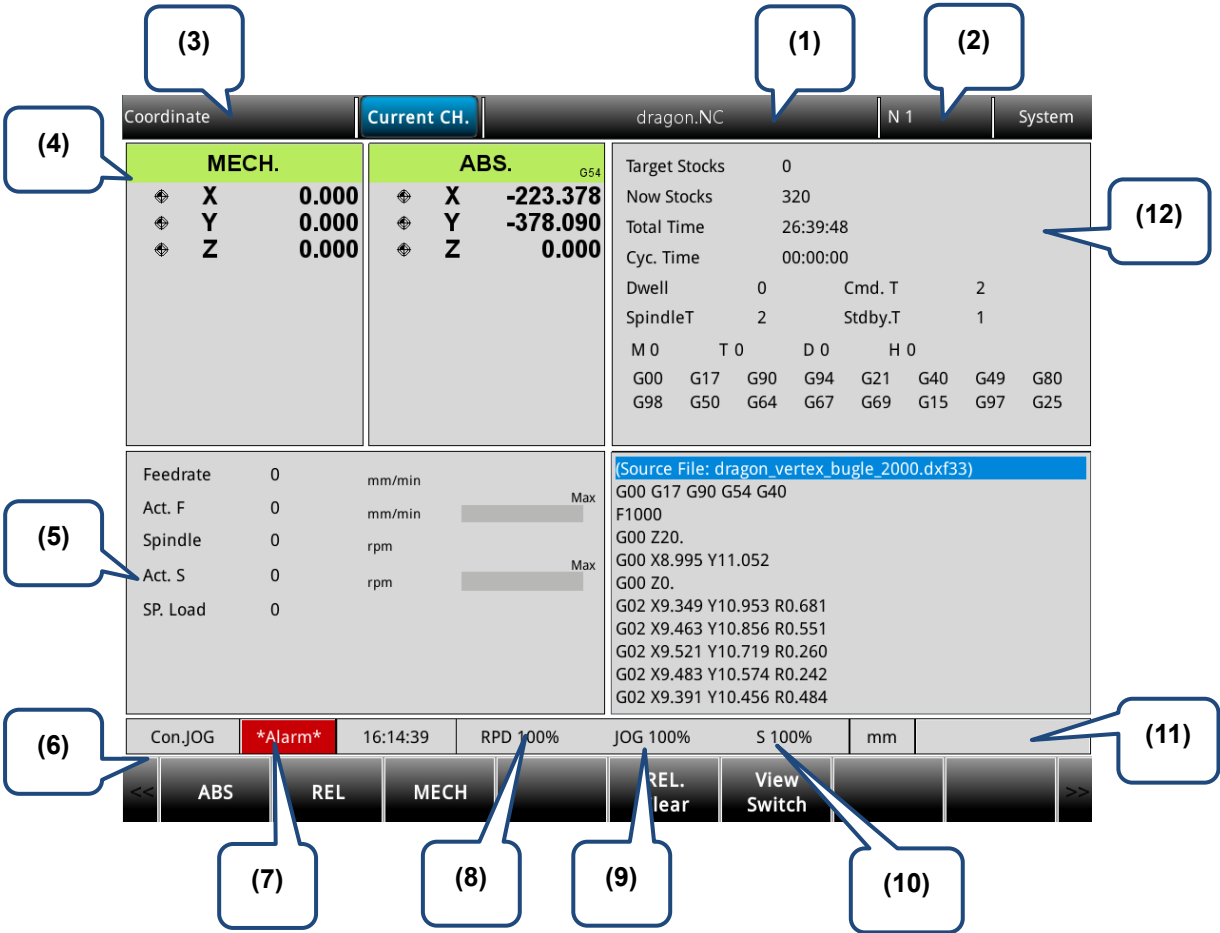 (3)
(1)
(2)
Coordinate
Current CH.
dragon.NC
N 1
System
(4)
MECH.
X 0.000
Y 0.000
Z 0.000
ABS. G54
X -223.378
Y -378.090
Z 0.000
Target Stocks 0
Now Stocks 320
Total Time 26:39:48
Cyc. Time 00:00:00
Dwell 0 Cmd. T 2
SpindleT 2 Stdby.T 1
M 0 T 0 D 0 H 0
G00 G17 G90 G94 G21 G40 G49 G80
G98 G50 G64 G67 G69 G15 G97 G25
(12)
(5)
Feedrate 0 mm/min
Act. F 0 mm/min Max
Spindle 0 rpm
Act. S 0 rpm Max
SP. Load 0
(Source File: dragon_vertex_bugle_2000.dxf33)
G00 G17 G90 G54 G40
F1000
G00 Z20.
G00 X8.995 Y11.052
G00 Z0.
G02 X9.349 Y10.953 R0.681
G02 X9.463 Y10.856 R0.551
G02 X9.521 Y10.719 R0.260
G02 X9.483 Y10.574 R0.242
G02 X9.391 Y10.456 R0.484
(6)
Con.JOG *Alarm* 16:14:39 RPD 100% JOG 100% S 100% mm
(11)
<< ABS REL MECH
REL.
lear
View
Switch
>>
(7)
(8)
(9)
(10)